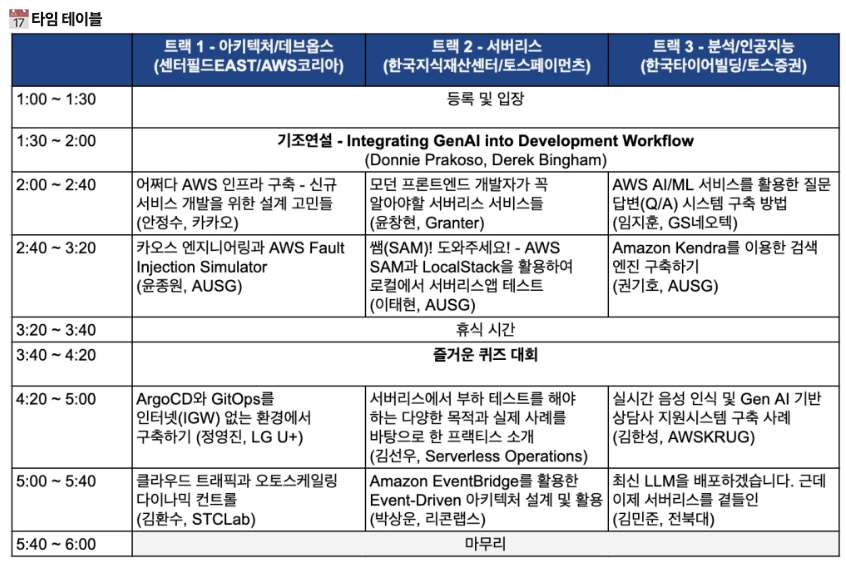 17 타임 테이블
트랙 1 - 아키텍처/데브옵스
(센터필드EAST/AWS코리아)
트랙 2 - 서버리스
(한국지식재산센터/토스페이먼츠)
트랙 3 - 분석/인공지능
(한국타이어빌딩/토스증권)
1:00 ~ 1:30
등록 및 입장
1:30 ~ 2:00
기조연설 - Integrating GenAI into Development Workflow
(Donnie Prakoso, Derek Bingham)
2:00 ~ 2:40
어쩌다 AWS 인프라 구축 - 신규
서비스 개발을 위한 설계 고민들
(안정수, 카카오)
모던 프론트엔드 개발자가 꼭
알아야할 서버리스 서비스들
(윤창현, Granter)
AWS AI/ML 서비스를 활용한 질문
답변(Q/A) 시스템 구축 방법
(임지훈, GS네오텍)
2:40 ~ 3:20
카오스 엔지니어링과 AWS Fault
Injection Simulator
(윤종원, AUSG)
쌤(SAM)! 도와주세요! - AWS
SAM과 LocalStack을 활용하여
로컬에서 서버리스앱 테스트
(이태현, AUSG)
Amazon Kendra를 이용한 검색
엔진 구축하기
(권기호, AUSG)
3:20 ~ 3:40
휴식 시간
3:40 ~ 4:20
즐거운 퀴즈 대회
4:20 ~ 5:00
ArgoCD와 GitOps를
인터넷(IGW) 없는 환경에서
구축하기 (정영진, LG U+)
서버리스에서 부하 테스트를 해야
하는 다양한 목적과 실제 사례를
바탕으로 한 프랙티스 소개
(김선우, Serverless Operations)
실시간 음성 인식 및 Gen AI 기반
상담사 지원시스템 구축 사례
(김한성, AWSKRUG)
5:00 ~ 5:40
클라우드 트래픽과 오토스케일링
다이나믹 컨트롤
(김환수, STCLab)
Amazon EventBridge를 활용한
Event-Driven 아키텍처 설계 및 활용
(박상운, 리콘랩스)
최신 LLM을 배포하겠습니다. 근데
이제 서버리스를 곁들인
(김민준, 전북대)
5:40 ~ 6:00
마무리